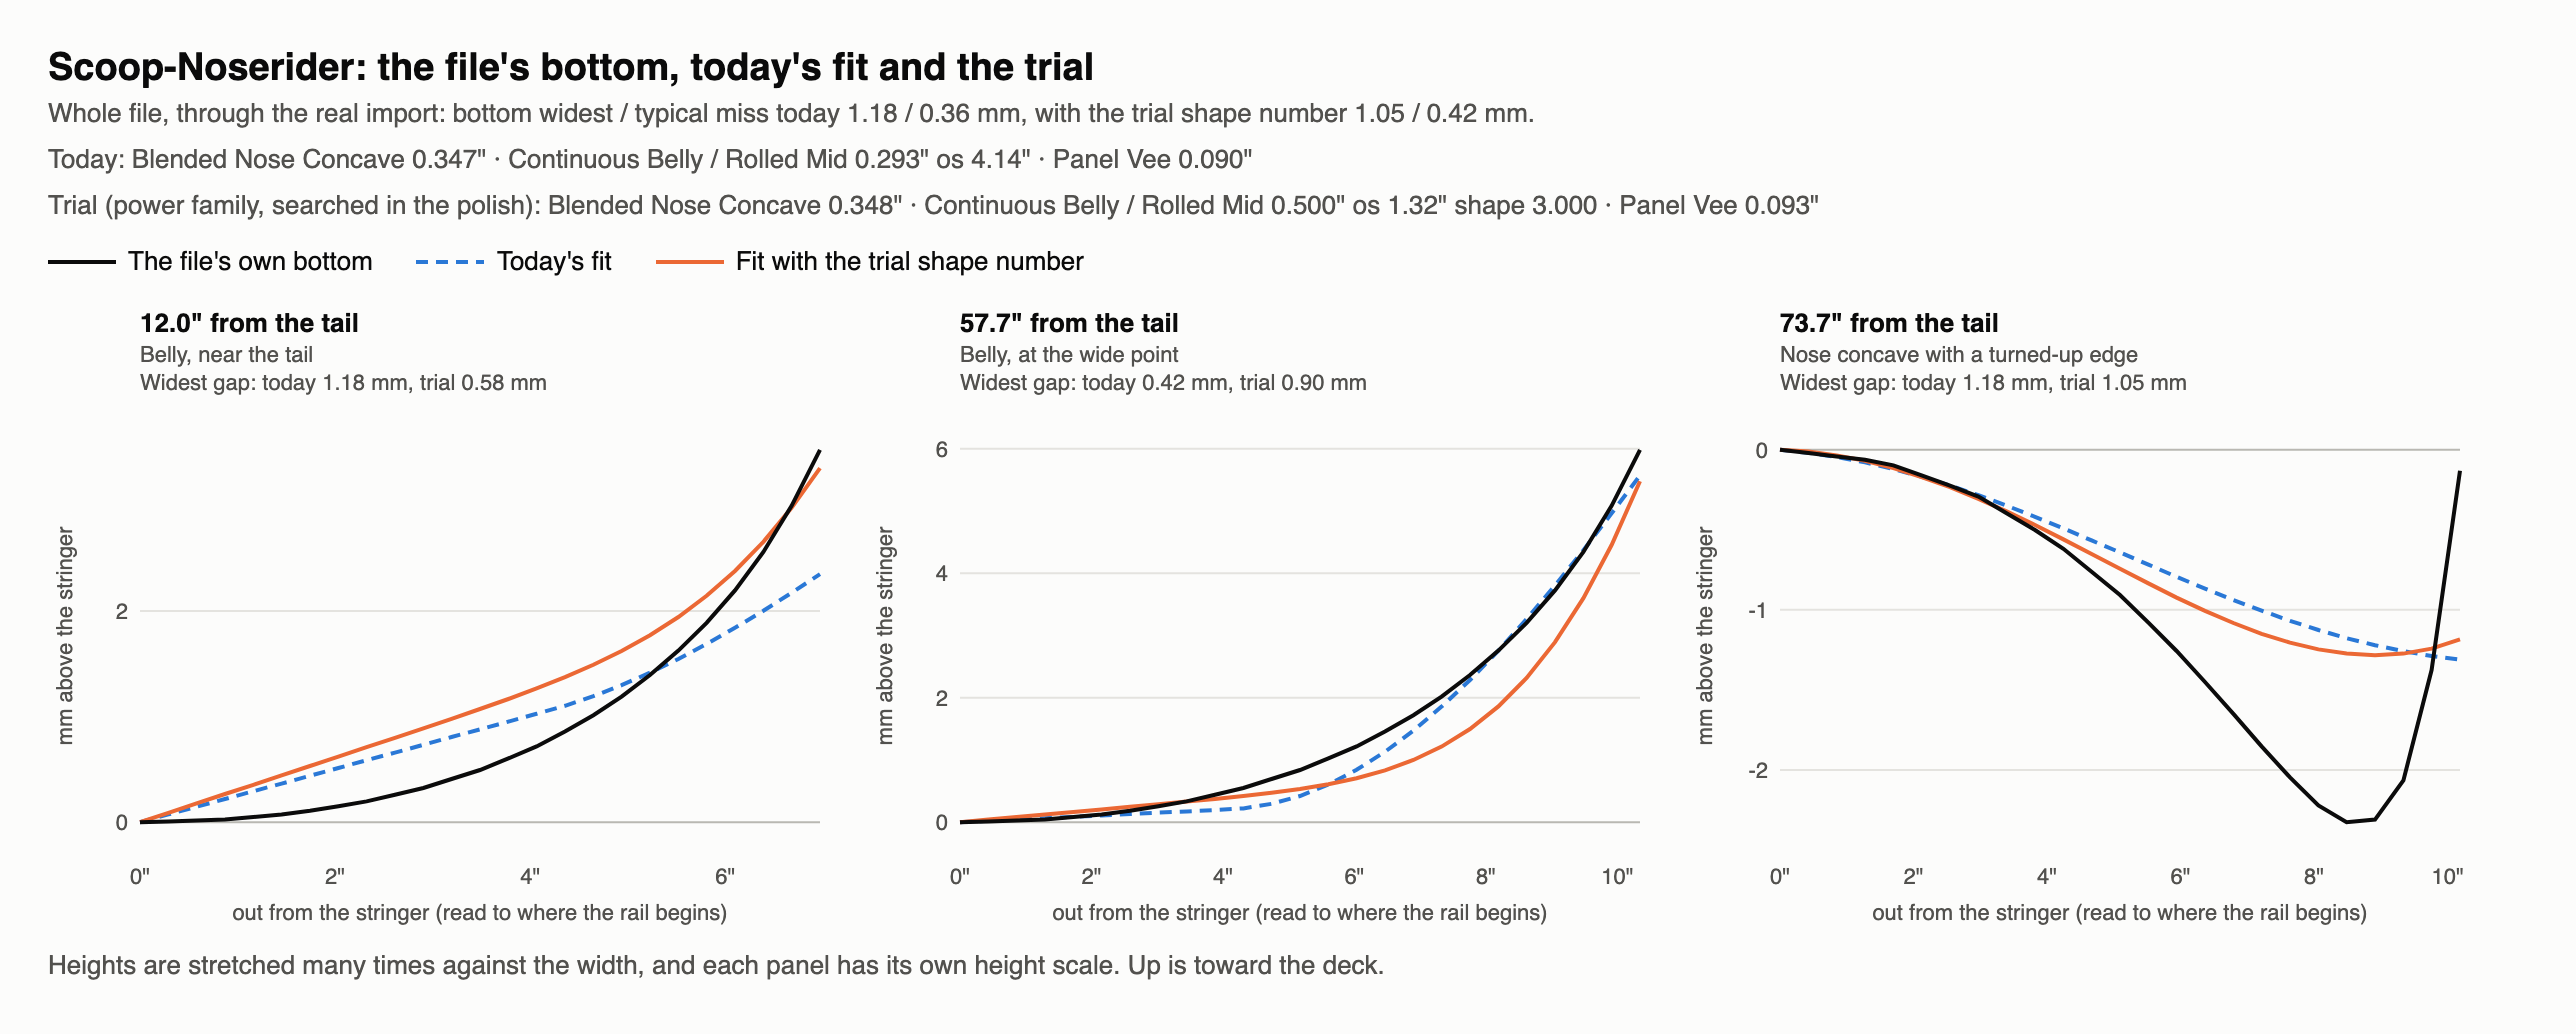 Scoop-Noserider: the file's bottom, today's fit and the trial
Whole file, through the real import: bottom widest / typical miss today 1.18 / 0.36 mm, with the trial shape number 1.05 / 0.42 mm.
Today: Blended Nose Concave 0.347" · Continuous Belly / Rolled Mid 0.293" os 4.14" · Panel Vee 0.090"
Trial (power family, searched in the polish): Blended Nose Concave 0.348" · Continuous Belly / Rolled Mid 0.500" os 1.32" shape 3.000 · Panel Vee 0.093"
The file's own bottom
Today's fit
Fit with the trial shape number
12.0" from the tail
Belly, near the tail
Widest gap: today 1.18 mm, trial 0.58 mm
mm above the stringer
2
0
0"
2"
4"
6"
out from the stringer (read to where the rail begins)
57.7" from the tail
Belly, at the wide point
Widest gap: today 0.42 mm, trial 0.90 mm
mm above the stringer
6
4
2
0
0"
2"
4"
6"
8"
10"
out from the stringer (read to where the rail begins)
73.7" from the tail
Nose concave with a turned-up edge
Widest gap: today 1.18 mm, trial 1.05 mm
mm above the stringer
0
-1
-2
0"
2"
4"
6"
8"
10"
out from the stringer (read to where the rail begins)
Heights are stretched many times against the width, and each panel has its own height scale. Up is toward the deck.